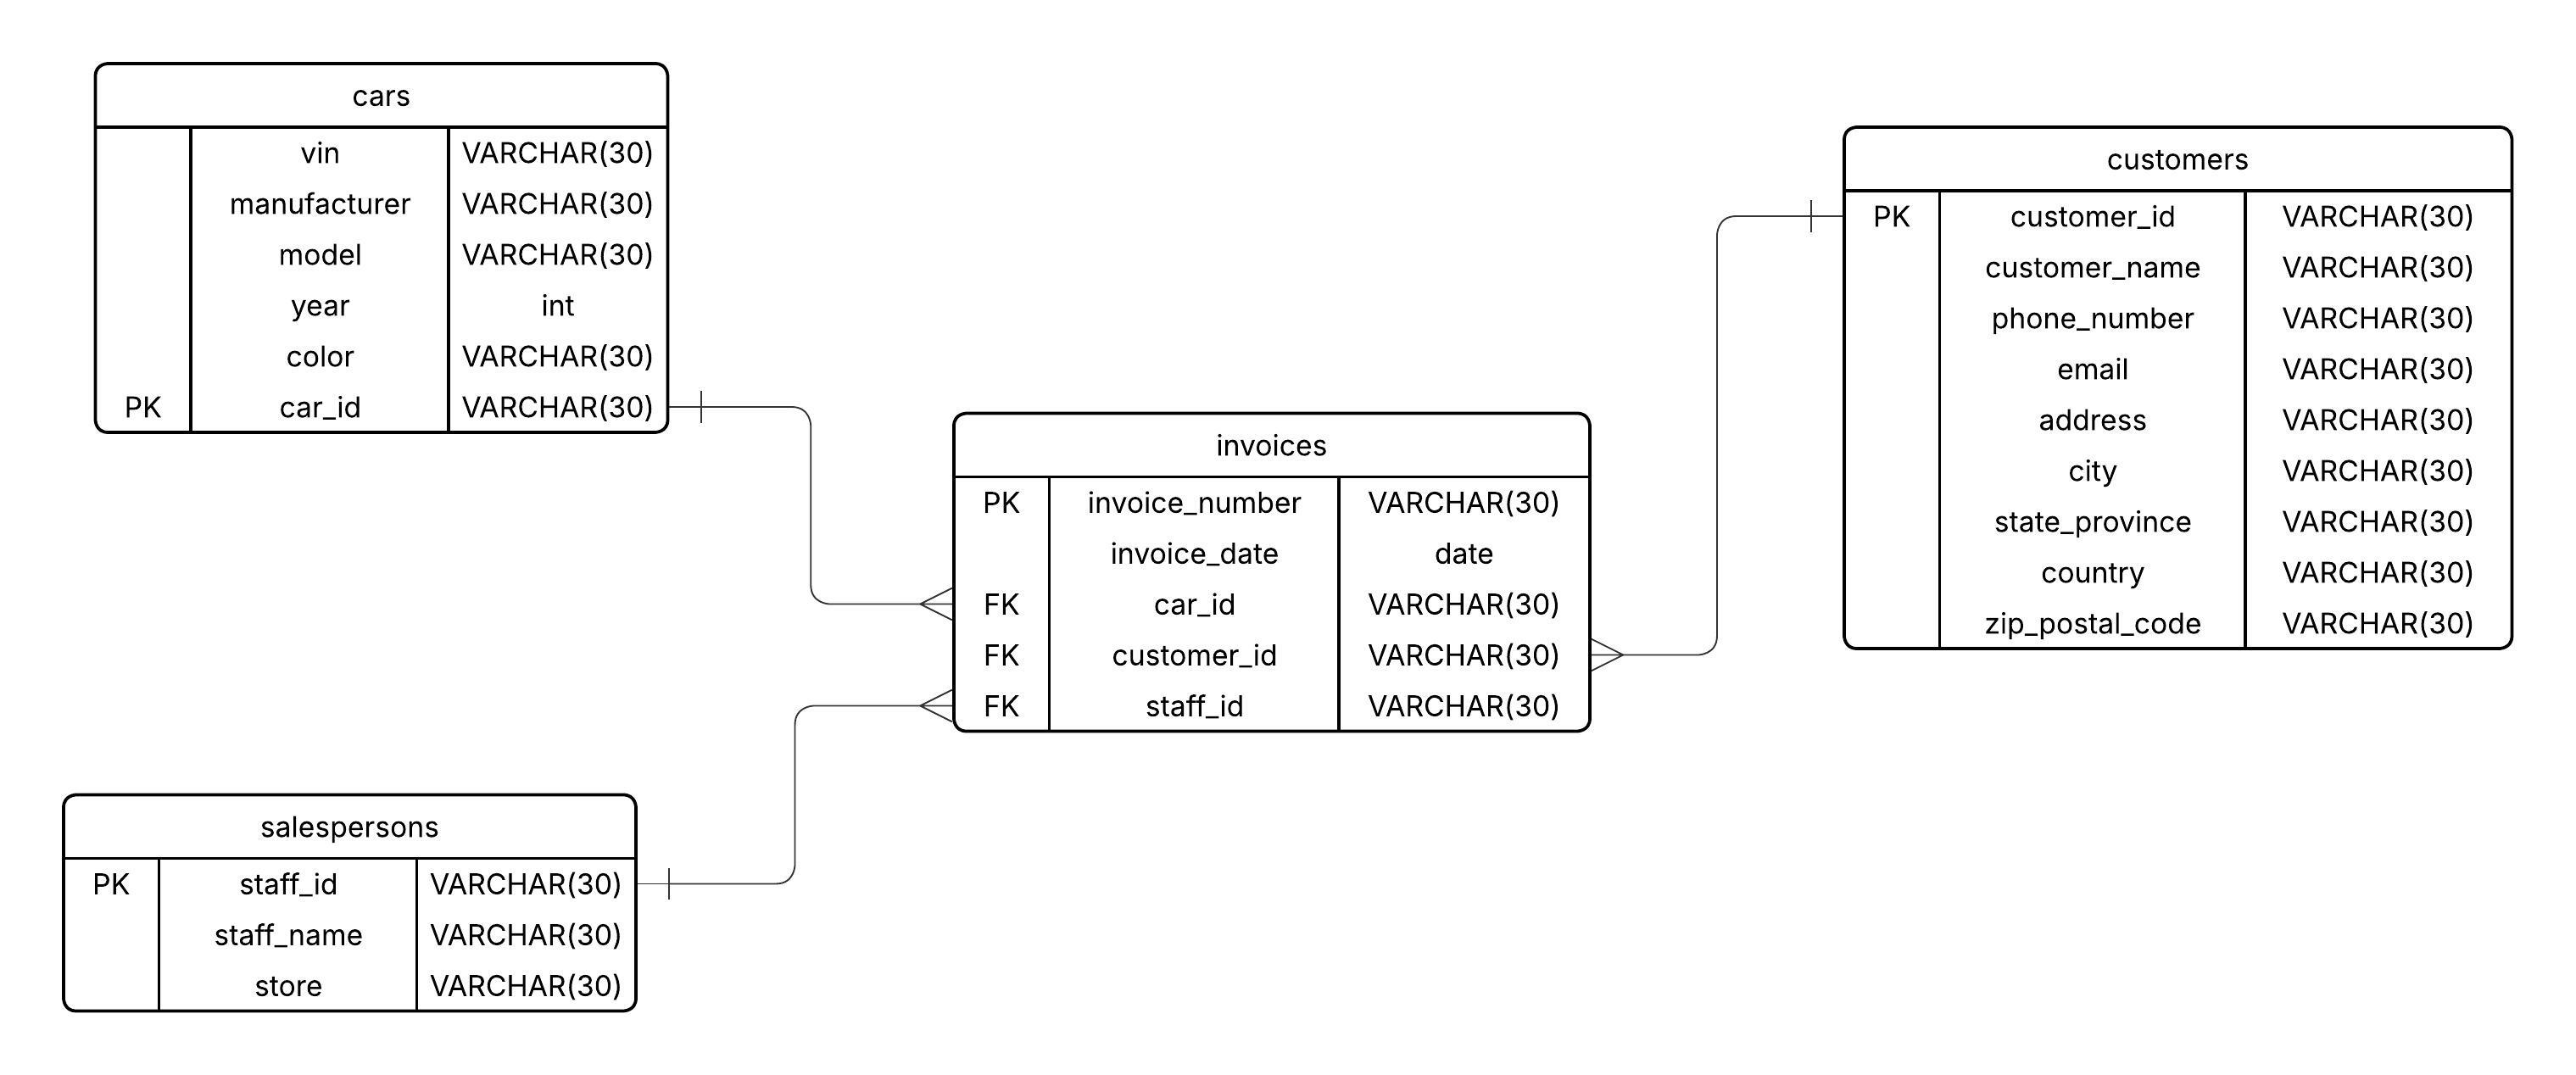 cars
vin VARCHAR(30)
manufacturer VARCHAR(30)
model VARCHAR(30)
year int
color VARCHAR(30)
PK car_id VARCHAR(30)
customers
PK customer_id VARCHAR(30)
customer_name VARCHAR(30)
phone_number VARCHAR(30)
email VARCHAR(30)
address VARCHAR(30)
city VARCHAR(30)
state_province VARCHAR(30)
country VARCHAR(30)
zip_postal_code VARCHAR(30)
invoices
PK invoice_number VARCHAR(30)
invoice_date date
FK car_id VARCHAR(30)
FK customer_id VARCHAR(30)
FK staff_id VARCHAR(30)
salespersons
PK staff_id VARCHAR(30)
staff_name VARCHAR(30)
store VARCHAR(30)